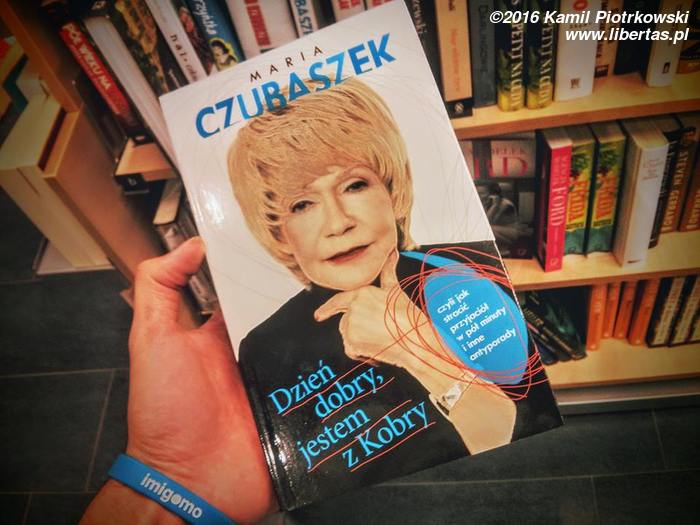 ©2016 Kamil Piotrkowski
www.libertas.pl
MARIA
CZUBASZEK
czyli jak
stracić
przyjaciół
w pół minuty
i inne
antyporady
Dzień
dobry,
jestem
z Kobry
imigomo
FORD